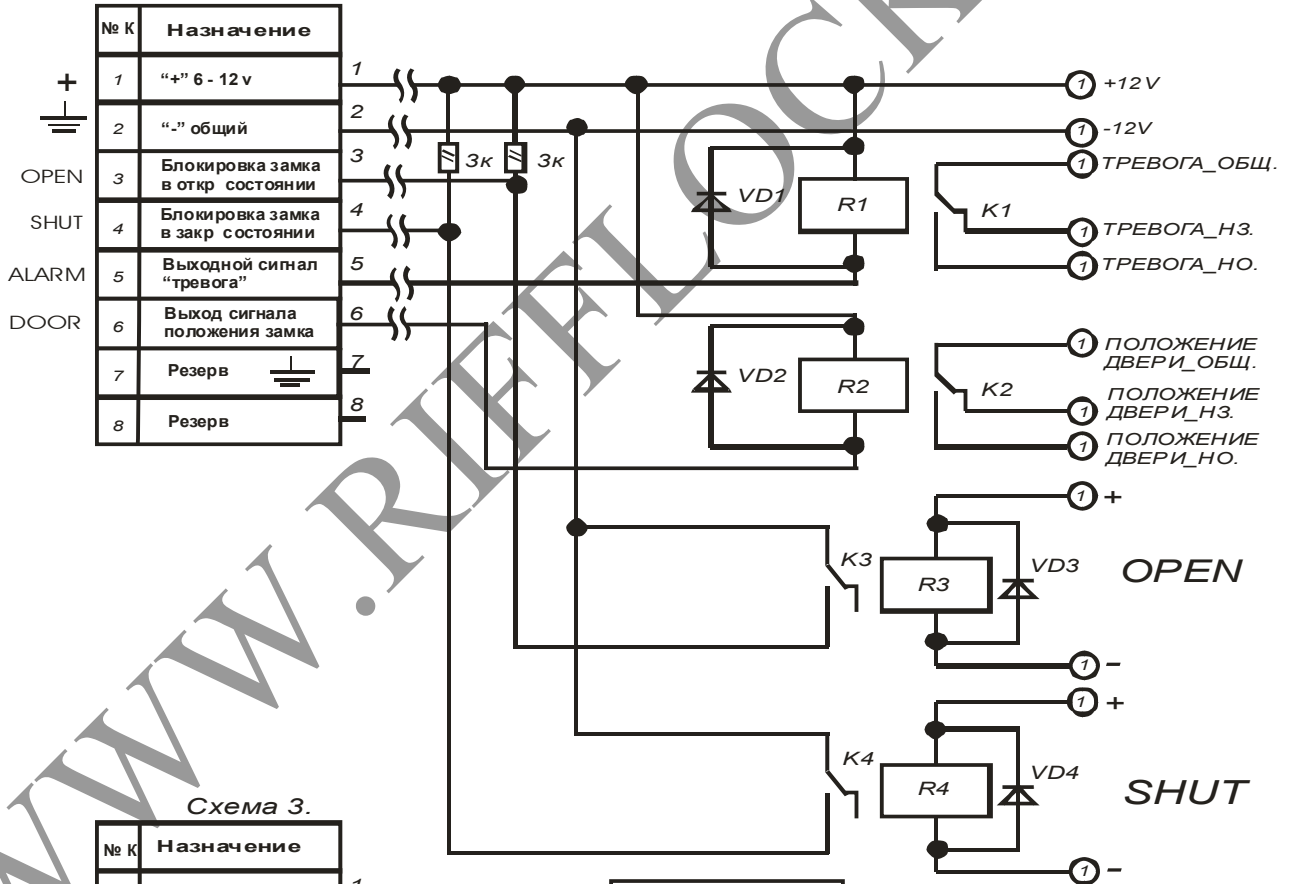 № К Назначение
+ 1 “+” 6 - 12 v 1
2 “-” общий 2
OPEN 3 Блокировка замка
в откр состоянии 3
SHUT 4 Блокировка замка
в закр состоянии 4
ALARM 5 Выходной сигнал
“тревога” 5
DOOR 6 Выход сигнала
положения замка 6
7 Резерв 7
8 Резерв 8
3к 3к
1 +12 V
1 -12V
1 ТРЕВОГА_ОБЩ.
VD1 R1 K1
1 ТРЕВОГА_НЗ.
1 ТРЕВОГА_НО.
1 ПОЛОЖЕНИЕ
ДВЕРИ_ОБЩ.
VD2 R2 K2
1 ПОЛОЖЕНИЕ
ДВЕРИ_НЗ.
1 ПОЛОЖЕНИЕ
ДВЕРИ_НО.
1 +
K3 R3 VD3 OPEN
1 –
1 +
K4 R4 VD4 SHUT
1 –
Схема 3.
№ К Назначение
WWW.RIFFLOCK